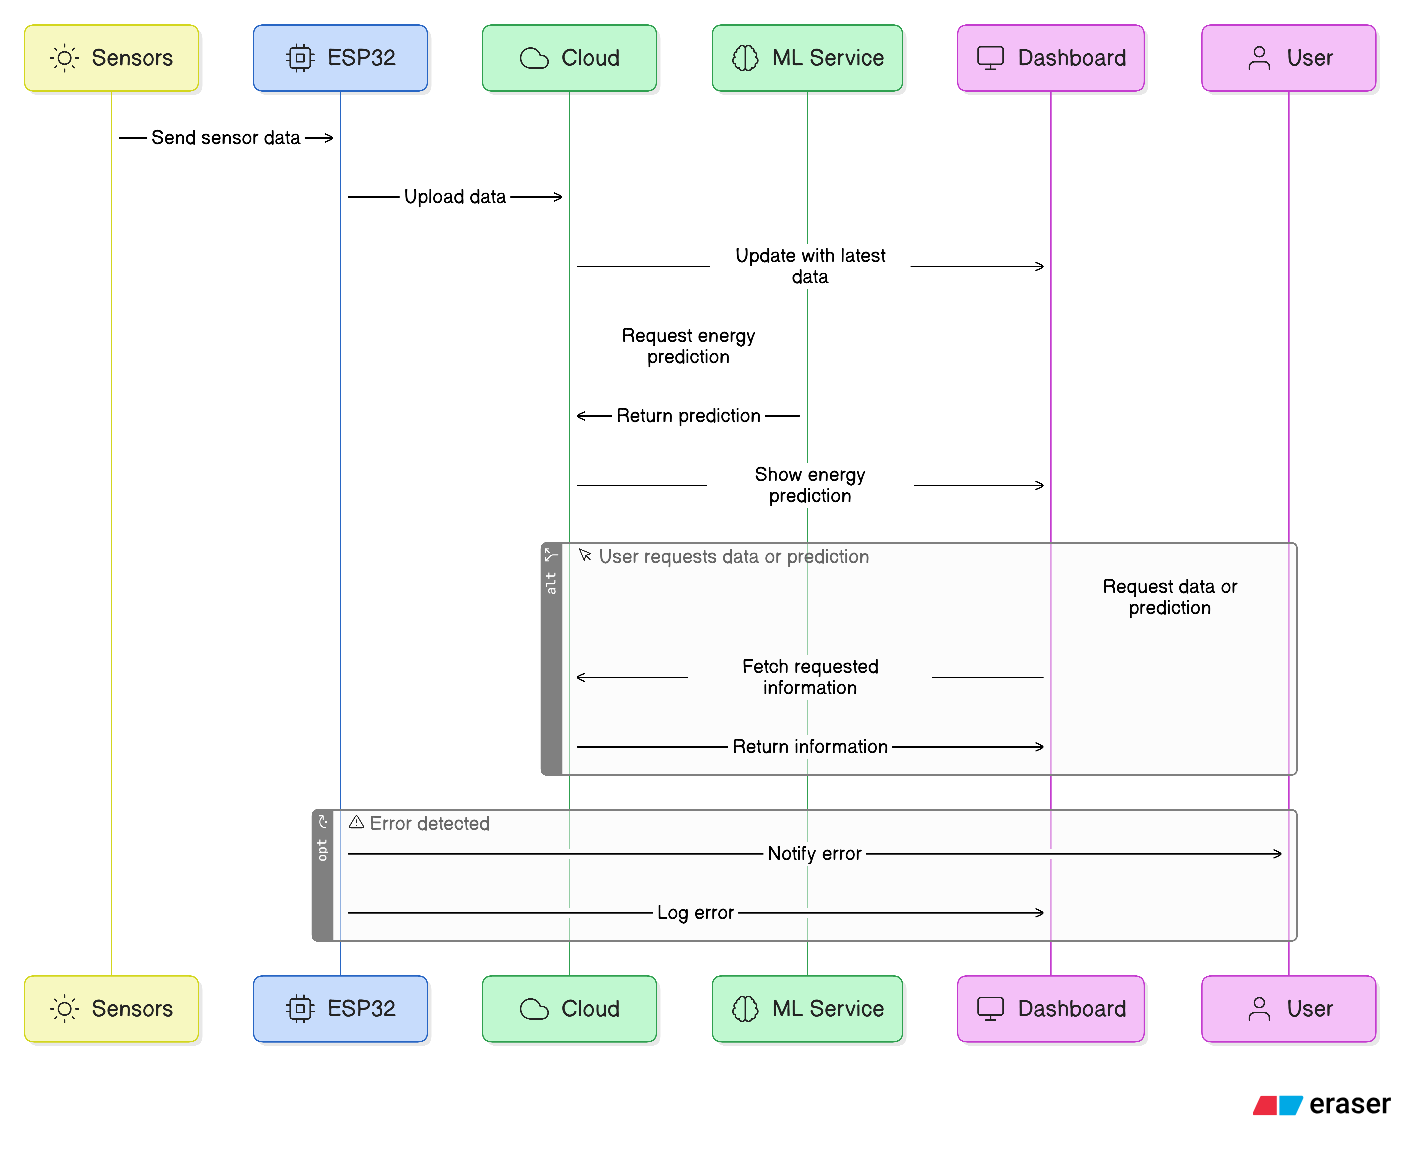 Sensors
ESP32
Cloud
ML Service
Dashboard
User
Send sensor data
Upload data
Update with latest
data
Request energy
prediction
Return prediction
Show energy
prediction
alt
User requests data or prediction
Request data or
prediction
Fetch requested
information
Return information
opt
Error detected
Notify error
Log error
Sensors
ESP32
Cloud
ML Service
Dashboard
User
eraser